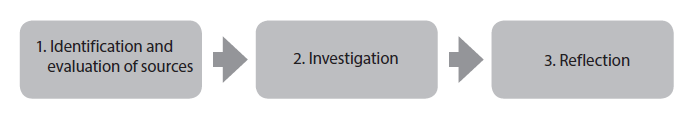 1. Identification and
evaluation of sources
2. Investigation
3. Reflection